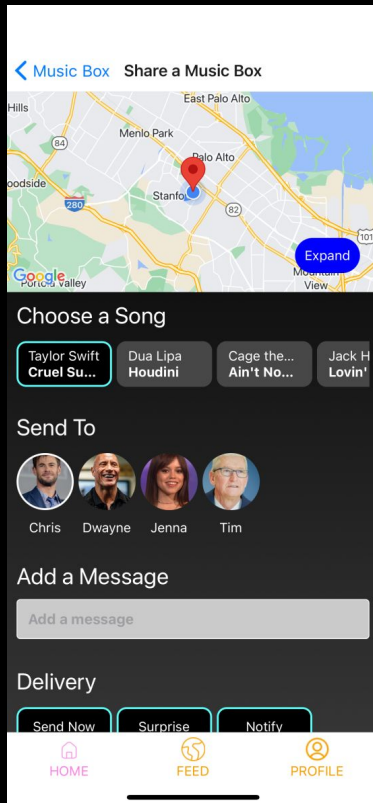 Music Box Share a Music Box
East Palo Alto
Hills
Menlo Park
84
Palo Alto
oodside
Stanfo
280
82
101
Expand
Google
Portola Valley
Mountain
View
Choose a Song
Taylor Swift
Cruel Su...
Dua Lipa
Houdini
Cage the...
Ain't No...
Jack H
Lovin'
Send To
Chris Dwayne Jenna Tim
Add a Message
Add a message
Delivery
Send Now Surprise Notify
HOME FEED PROFILE